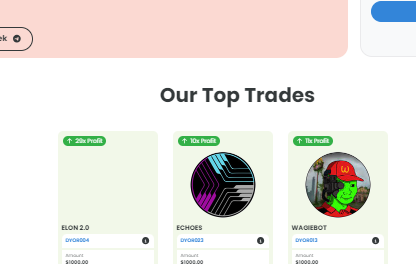 ek
Our Top Trades
29x Profit
10x Profit
11x Profit
ELON 2.0
ECHOES
WAGIEBOT
DYOR004
DYOR023
DYOR013
Amount
Amount
Amount
$1000.00
$1000.00
$1000.00